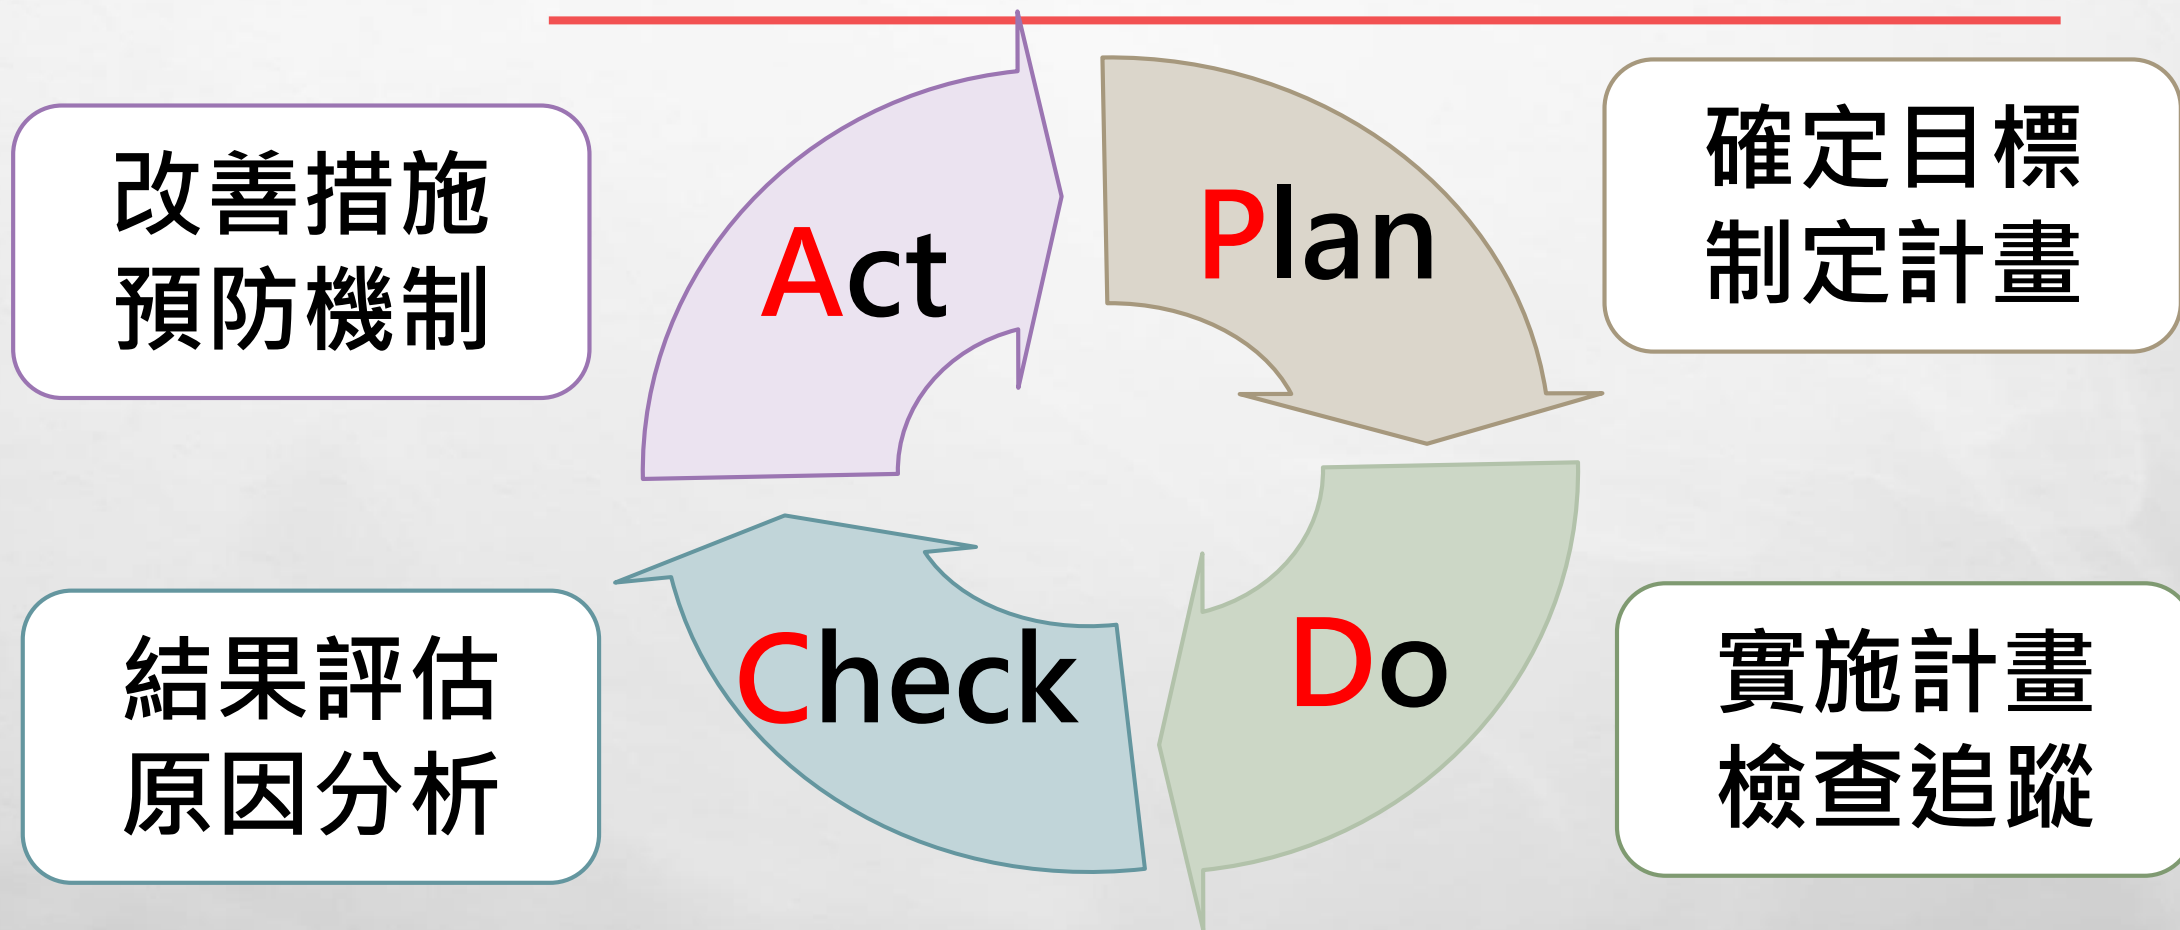 改善措施
預防機制
Act
Plan
確定目標
制定計畫
結果評估
原因分析
Check
Do
實施計畫
檢查追蹤